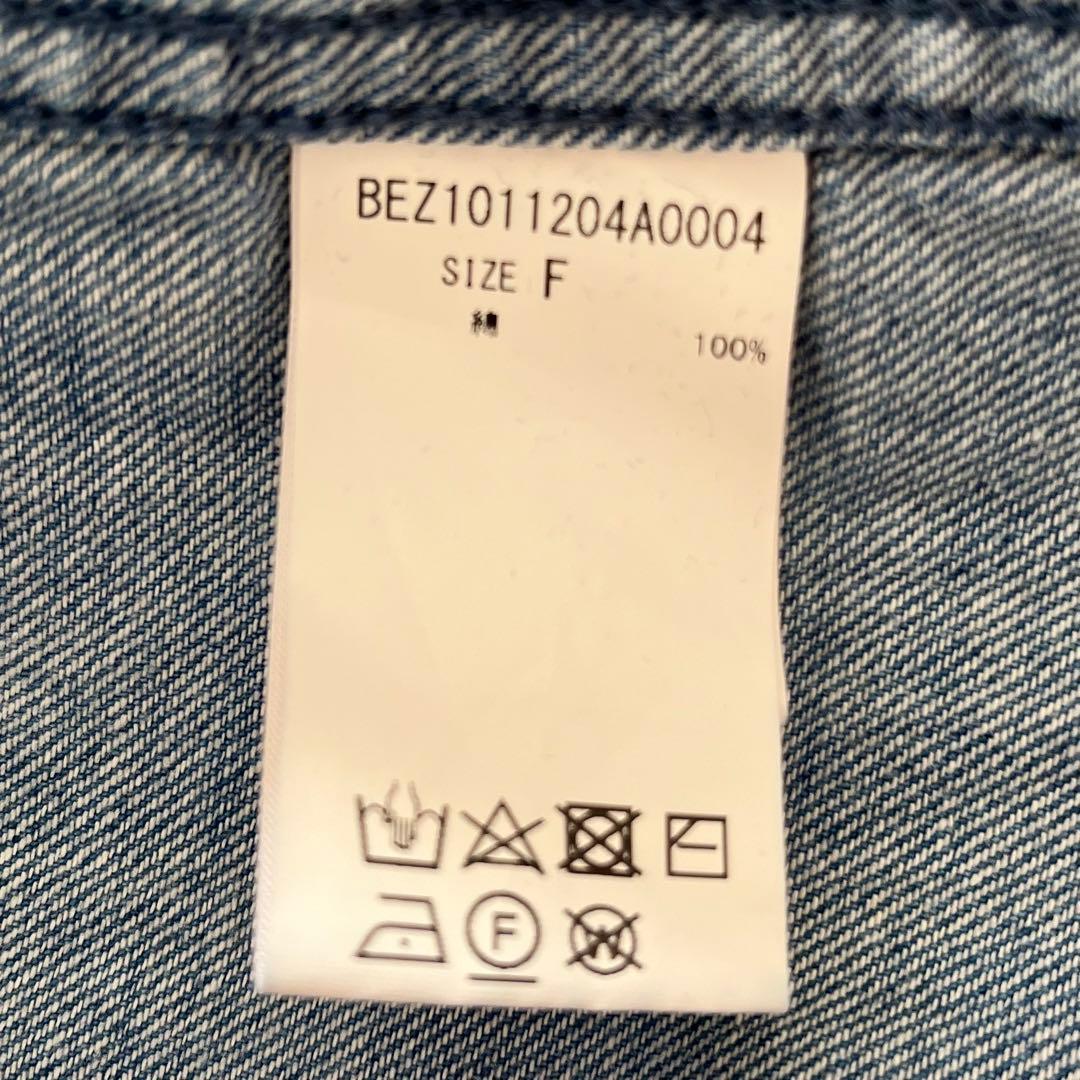 BEZ1011204A0004
SIZE F
綿 100%
F
W